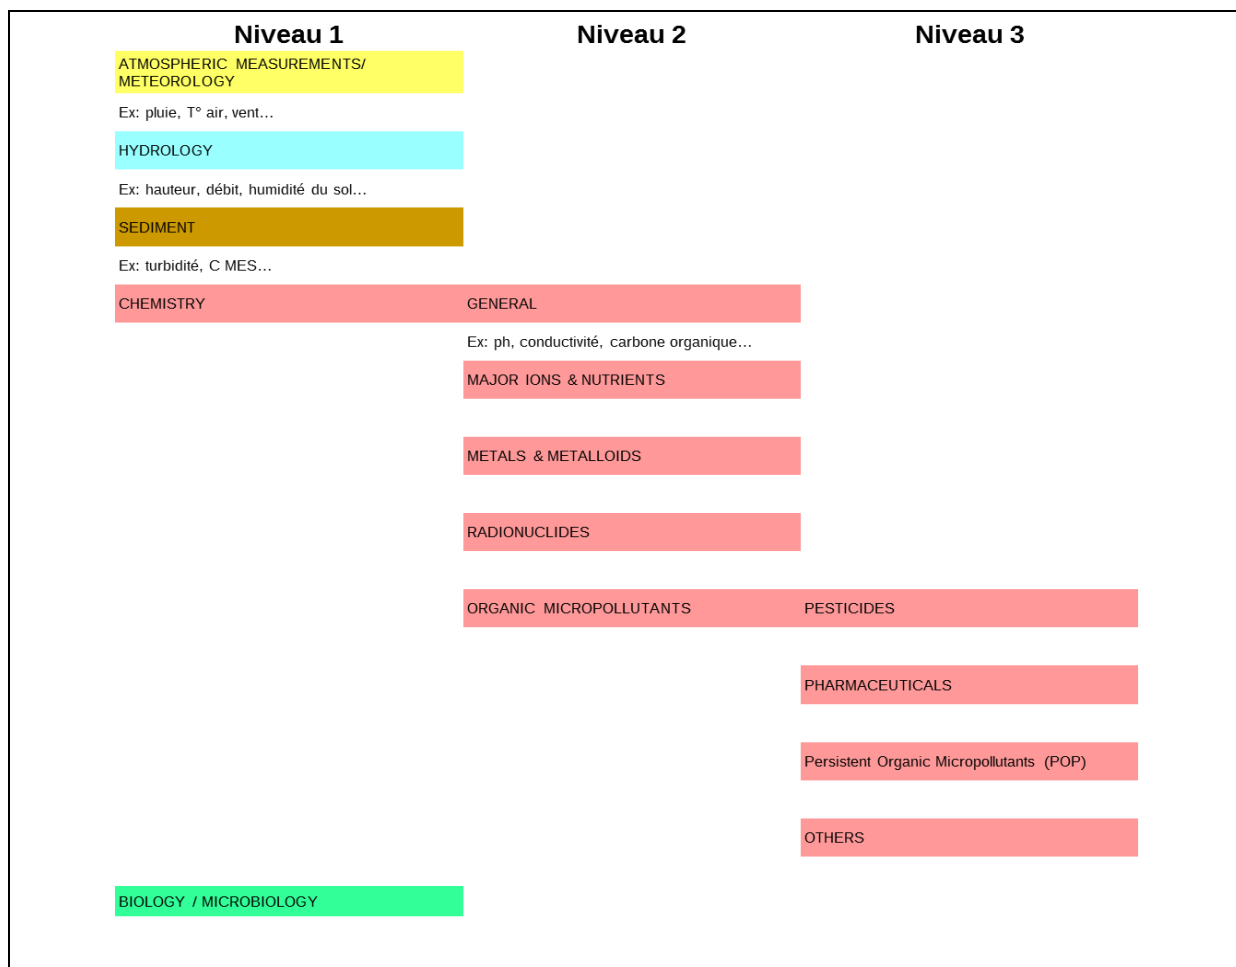 Niveau 1 Niveau 2 Niveau 3
ATMOSPHERIC MEASUREMENTS/
METEOROLOGY
Ex: pluie, T° air, vent…
HYDROLOGY
Ex: hauteur, débit, humidité du sol…
SEDIMENT
Ex: turbidité, C MES…
CHEMISTRY GENERAL
Ex: ph, conductivité, carbone organique…
MAJOR IONS & NUTRIENTS
METALS & METALLOIDS
RADIONUCLIDES
ORGANIC MICROPOLLUTANTS PESTICIDES
PHARMACEUTICALS
Persistent Organic Micropollutants (POP)
OTHERS
BIOLOGY / MICROBIOLOGY